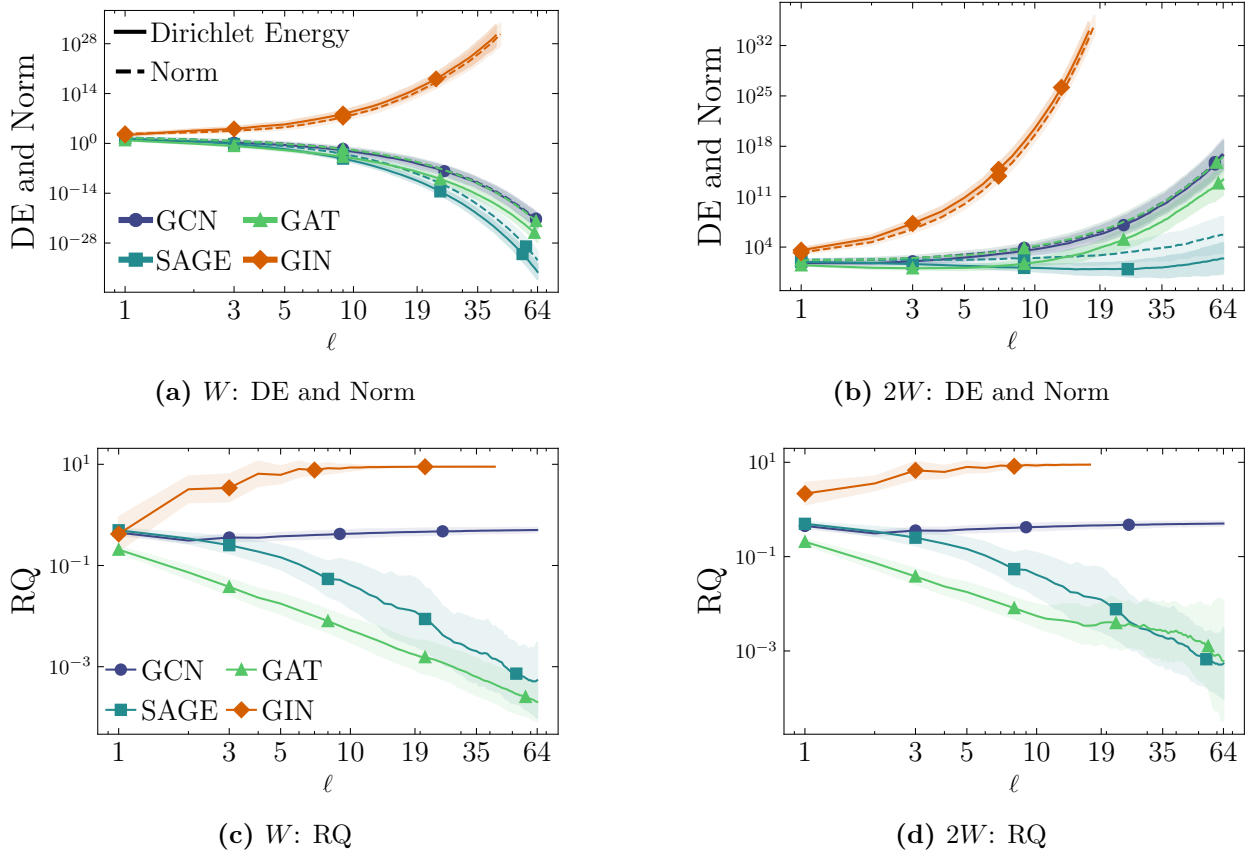 DE and Norm
10^28
10^14
10^0
10^−14
10^−28
Dirichlet Energy
Norm
GCN
GAT
SAGE
GIN
1 3 5 10 19 35 64
ℓ
(a) W: DE and Norm
DE and Norm
10^32
10^25
10^18
10^11
10^4
1 3 5 10 19 35 64
ℓ
(b) 2W: DE and Norm
RQ
10^1
10^−1
10^−3
GCN
GAT
SAGE
GIN
1 3 5 10 19 35 64
ℓ
(c) W: RQ
RQ
10^1
10^−1
10^−3
1 3 5 10 19 35 64
ℓ
(d) 2W: RQ